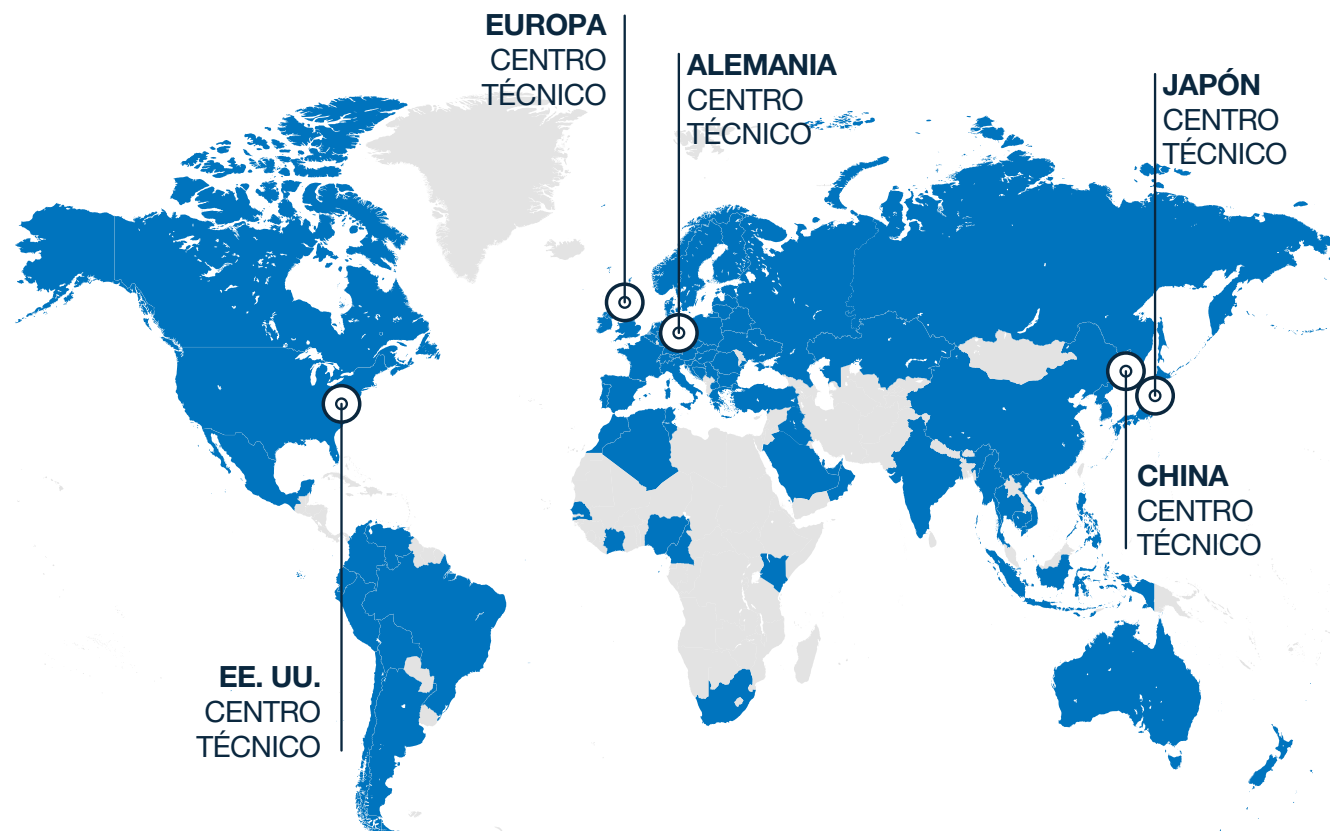 EUROPA
CENTRO
TÉCNICO
ALEMANIA
CENTRO
TÉCNICO
JAPÓN
CENTRO
TÉCNICO
CHINA
CENTRO
TÉCNICO
EE. UU.
CENTRO
TÉCNICO